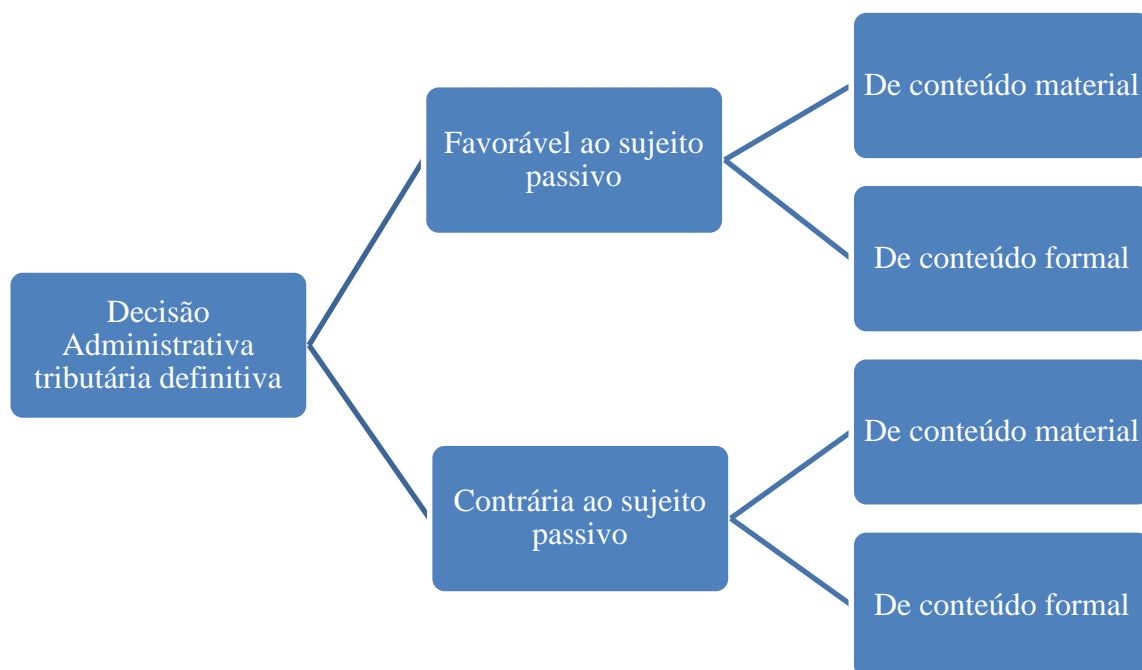 De conteúdo material
Favorável ao sujeito
passivo
De conteúdo formal
Decisão
Administrativa
tributária definitiva
De conteúdo material
Contrária ao sujeito
passivo
De conteúdo formal